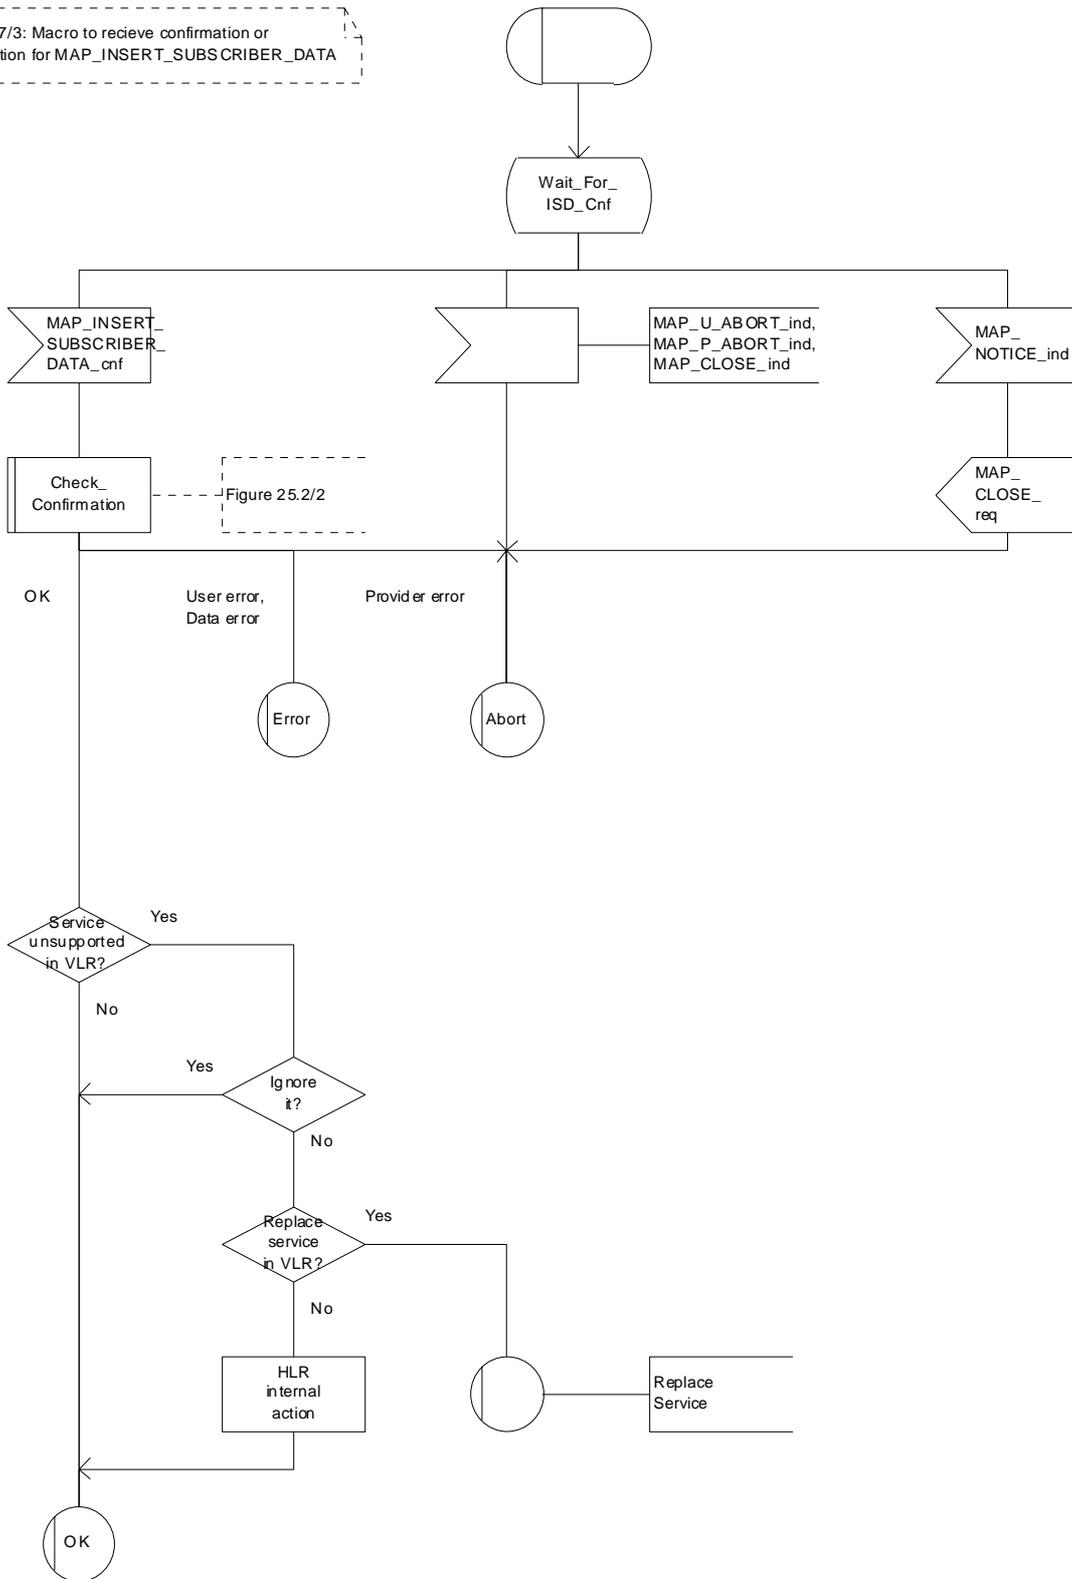 7/3: Macro to recieve confirmation or
tion for MAP_INSERT_SUBSCRIBER_DATA
Wait_For_
ISD_Cnf
MAP_INSERT_
SUBSCRIBER_
DATA_cnf
MAP_U_ABORT_ind,
MAP_P_ABORT_ind,
MAP_CLOSE_ind
MAP_
NOTICE_ind
Check_
Confirmation
Figure 25.2/2
MAP_
CLOSE_
req
OK
User error,
Data error
Provider error
Error
Abort
Service
unsupported
in VLR?
Yes
No
Yes
Ignore
it?
No
Replace
service
in VLR?
Yes
No
HLR
internal
action
Replace
Service
OK